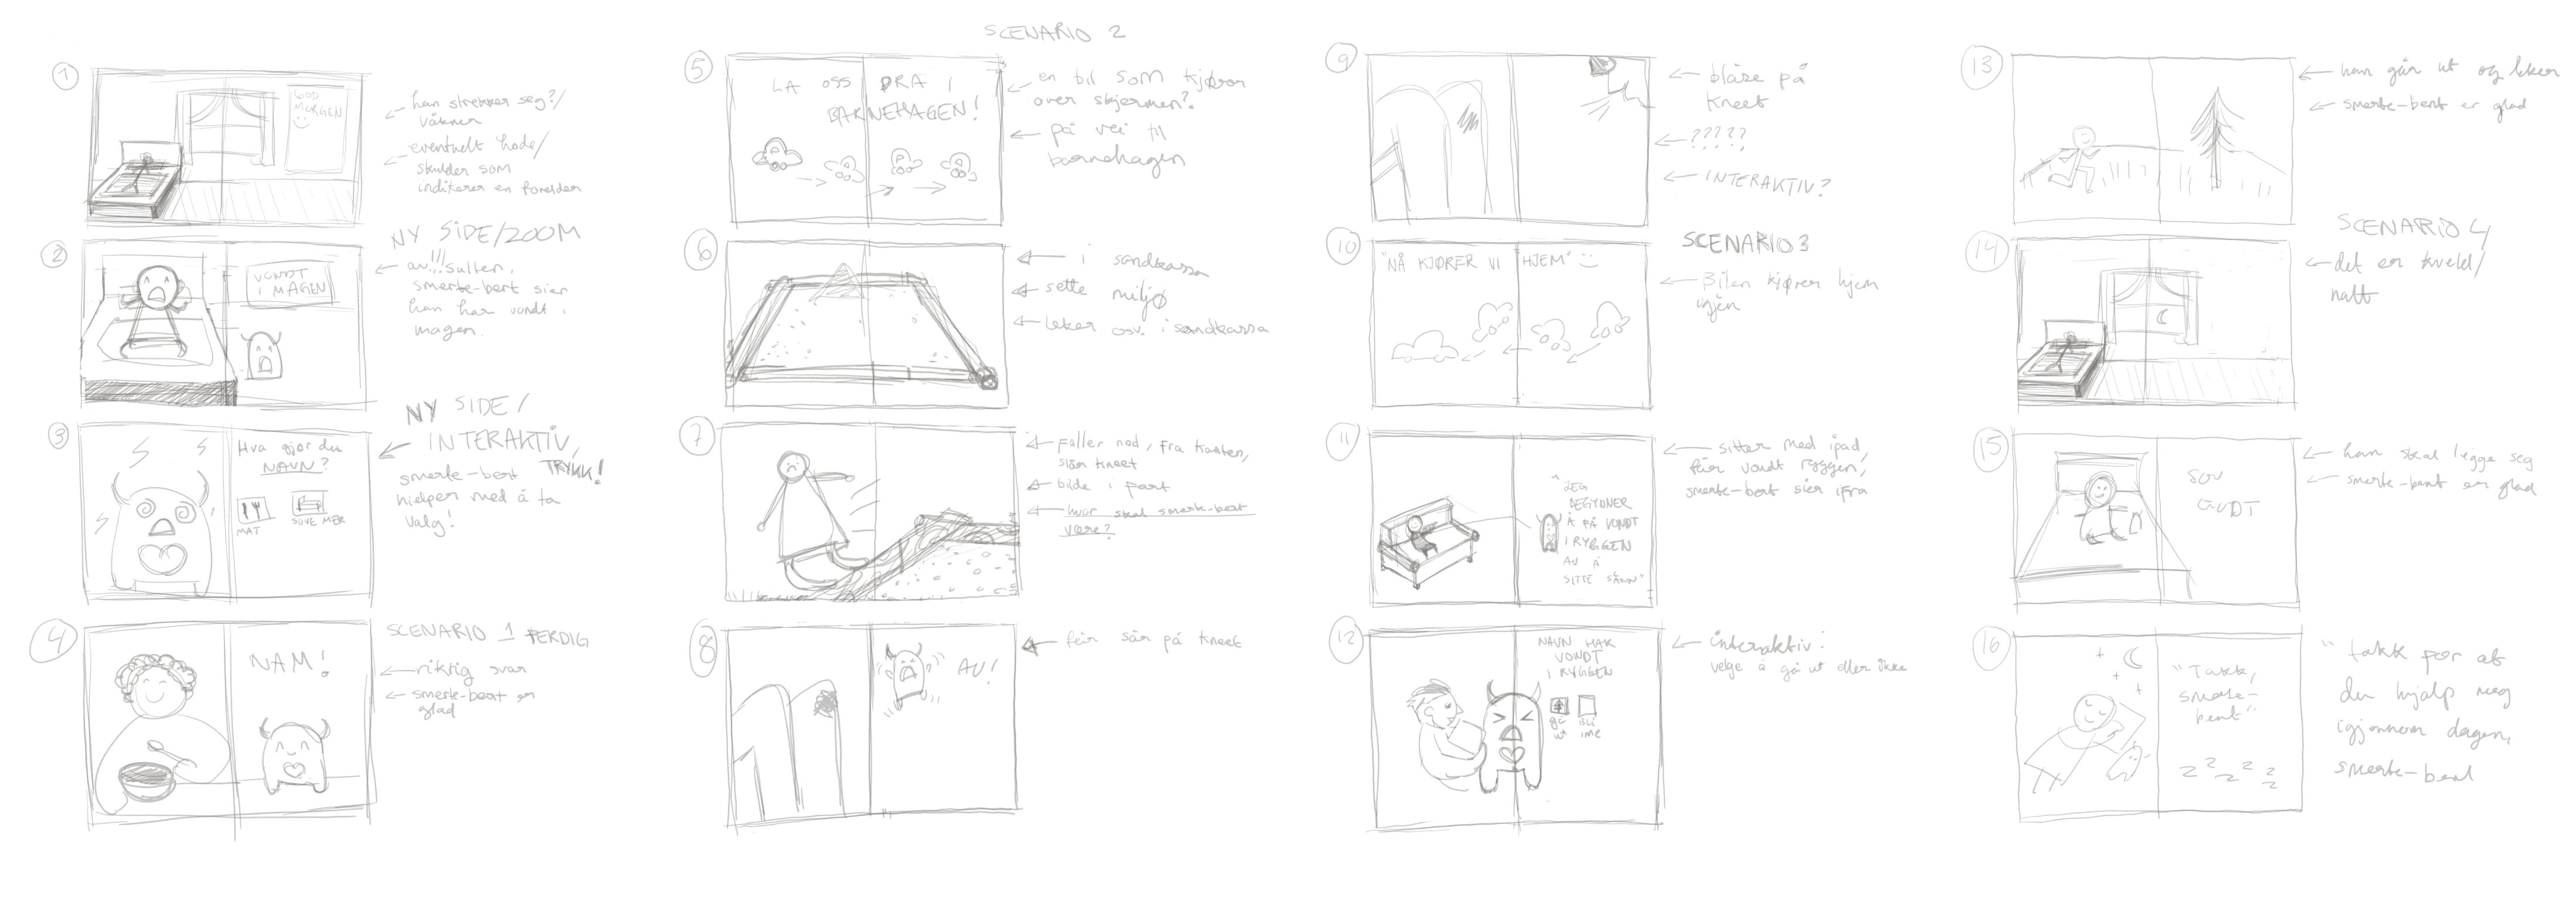 1
GOD
MORGEN
han strekker seg?/
våkner
eventuelt hode/
skulder som
inditerer en forelder
2
VONDT
I MAGEN
NY SIDE/ZOOM
av!!! sulten,
smerte-bert sier
han har vondt i
magen.
3
Hva gjør du
NAVN?
MAT
SOVE MER
NY SIDE/
INTERAKTIV,
TRYKK!
smerte-bert
hjelper med å ta
valg!
4
NAM!
SCENARIO 1 FERDIG
riktig svar
smerte-bert er
glad
SCENARIO 2
5
LA OSS DRA I
BARNEHAGEN!
en bil som kjører
over skjermen?
på vei til
barnehagen
6
i sandkassa
sette miljø
leker osv. i sandkassa
7
faller ned, fra kanten,
slår kneet
bilde i fart
hvor skal smerte-bert
være?
8
AU!
får sår på kneet
9
blåse på
kneet
?????
INTERAKTIV?
10
"NÅ KJØRER VI HJEM"
SCENARIO 3
Bilen kjører hjem
igjen
11
"JEG
BEGYNNER
Å FÅ VONDT
I RYGGEN
AV Å
SITTE SÅNN"
sitter med ipad,
får vondt ryggen,
smerte-bert sier ifra
12
NAVN HAR
VONDT
I RYGGEN
gå
ut
BLI
inne
interaktiv:
velge å gå ut eller ikke
13
han går ut og leker
smerte-bert er glad
SCENARIO 4/
14
det er kveld/
natt
15
SOV
GODT
han skal legge seg
smerte-bert er glad
16
"Takk,
smerte-
bert"
zzzzzz
"takk for at
du hjalp meg
igjennom dagen,
smerte-bert